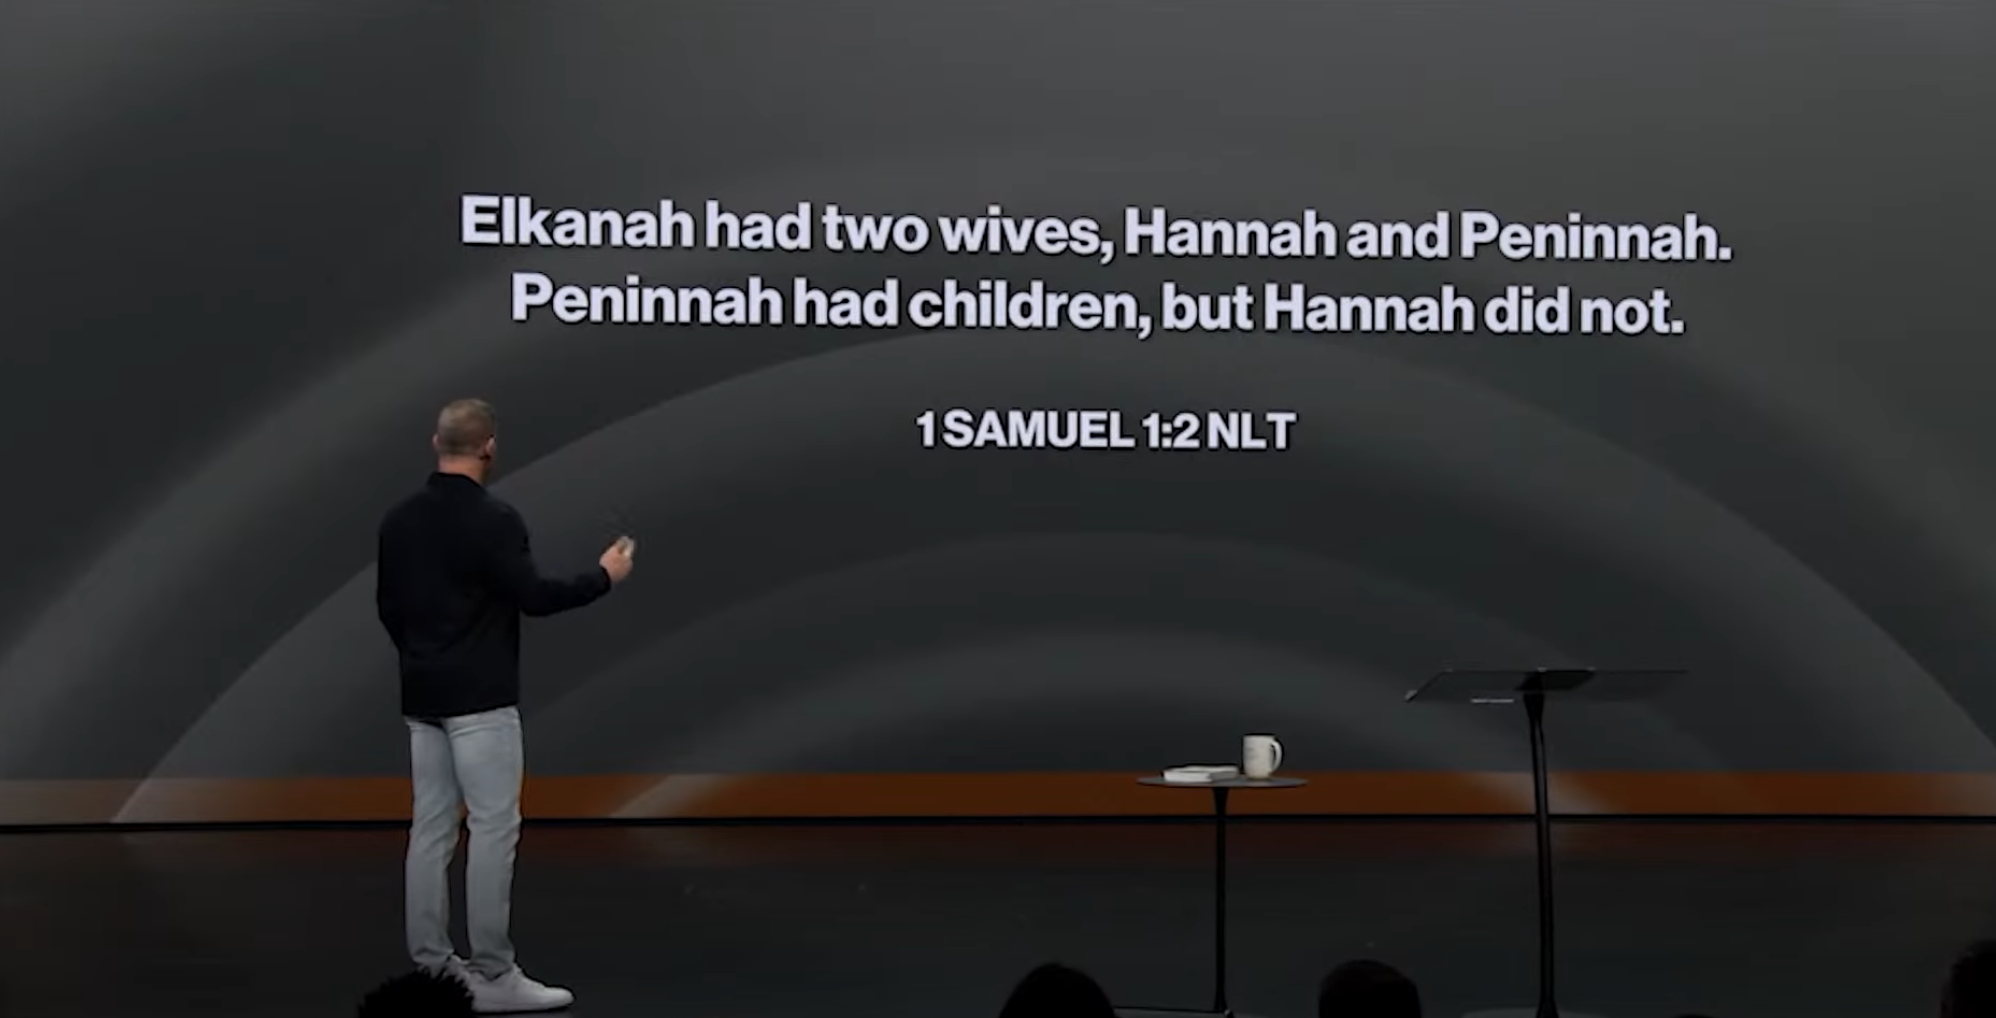 Elkanah had two wives, Hannah and Peninnah.
Peninnah had children, but Hannah did not.
1 SAMUEL 1:2 NLT